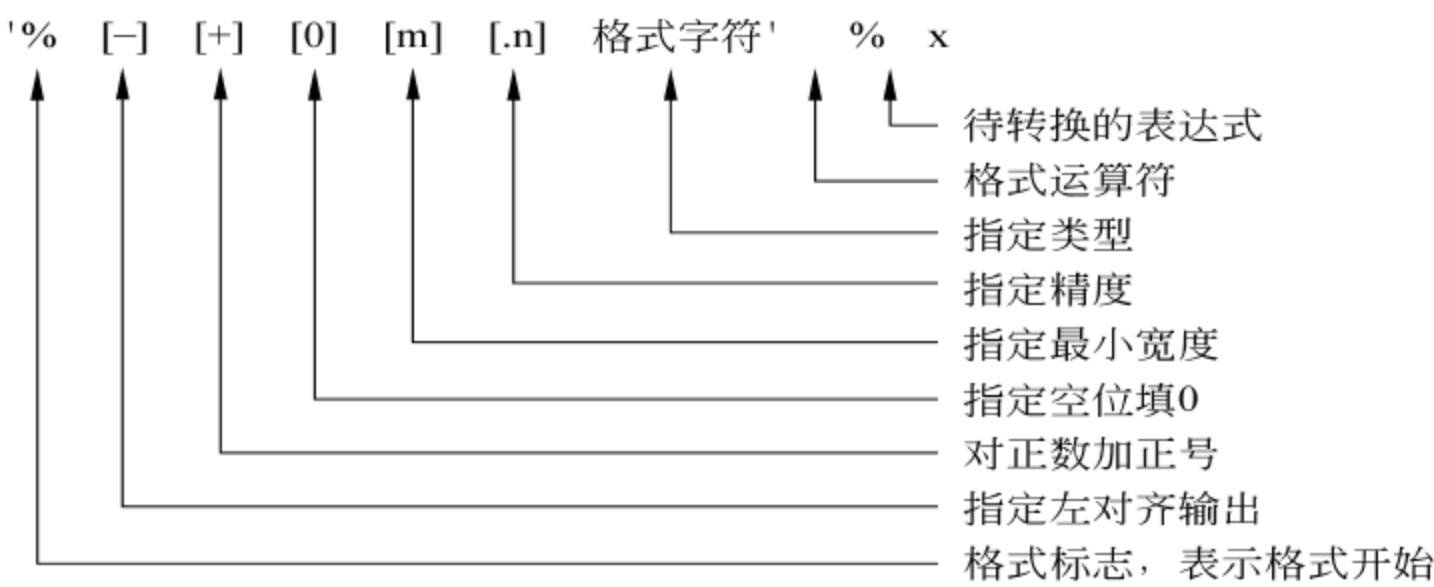 '% [–] [+] [0] [m] [.n] 格式字符' % x
待转换的表达式
格式运算符
指定类型
指定精度
指定最小宽度
指定空位填0
对正数加正号
指定左对齐输出
格式标志，表示格式开始